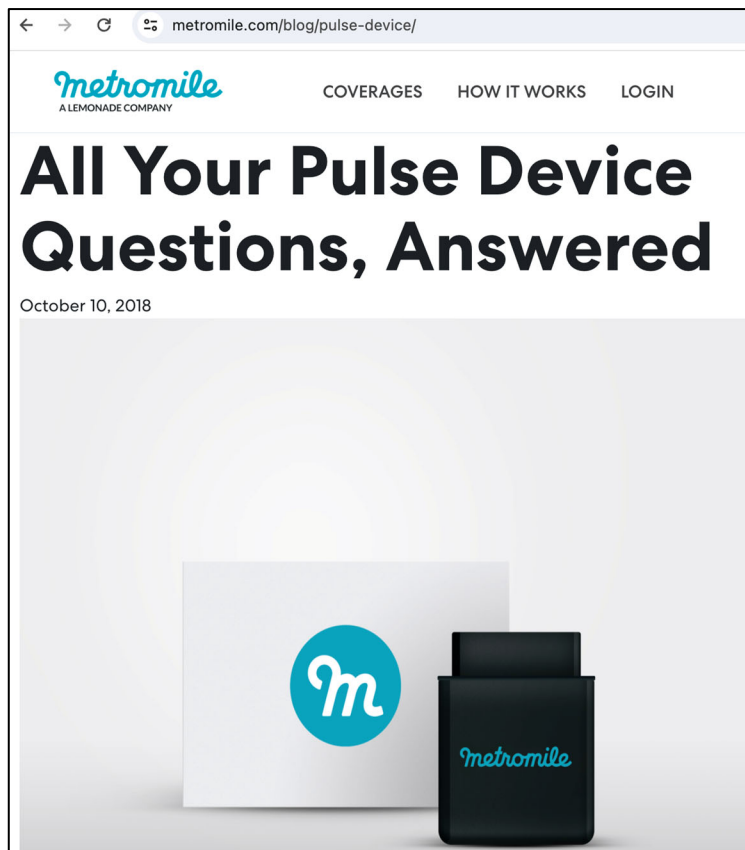 metromile.com/blog/pulse-device/
metromile
A LEMONADE COMPANY
COVERAGES HOW IT WORKS LOGIN
All Your Pulse Device
Questions, Answered
October 10, 2018
m
metromile